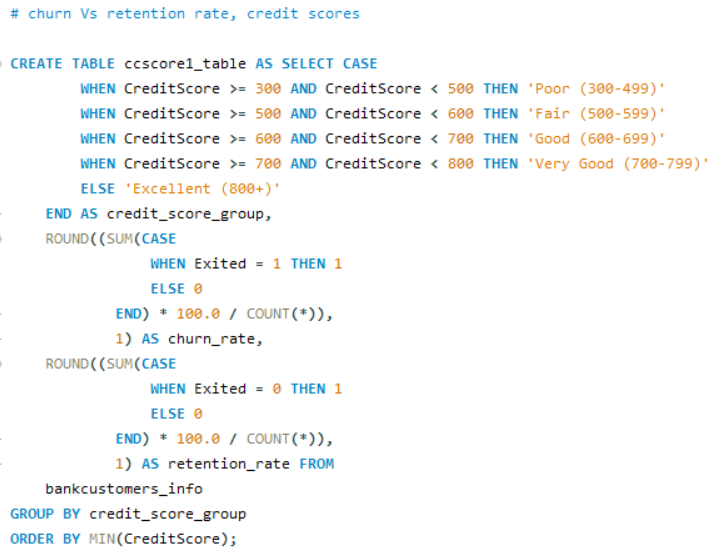 # churn Vs retention rate, credit scores
CREATE TABLE ccscore1_table AS SELECT CASE
WHEN CreditScore >= 300 AND CreditScore < 500 THEN 'Poor (300-499)'
WHEN CreditScore >= 500 AND CreditScore < 600 THEN 'Fair (500-599)'
WHEN CreditScore >= 600 AND CreditScore < 700 THEN 'Good (600-699)'
WHEN CreditScore >= 700 AND CreditScore < 800 THEN 'Very Good (700-799)'
ELSE 'Excellent (800+)'
END AS credit_score_group,
ROUND((SUM(CASE
WHEN Exited = 1 THEN 1
ELSE 0
END) * 100.0 / COUNT(*)),
1) AS churn_rate,
ROUND((SUM(CASE
WHEN Exited = 0 THEN 1
ELSE 0
END) * 100.0 / COUNT(*)),
1) AS retention_rate FROM
bankcustomers_info
GROUP BY credit_score_group
ORDER BY MIN(CreditScore);